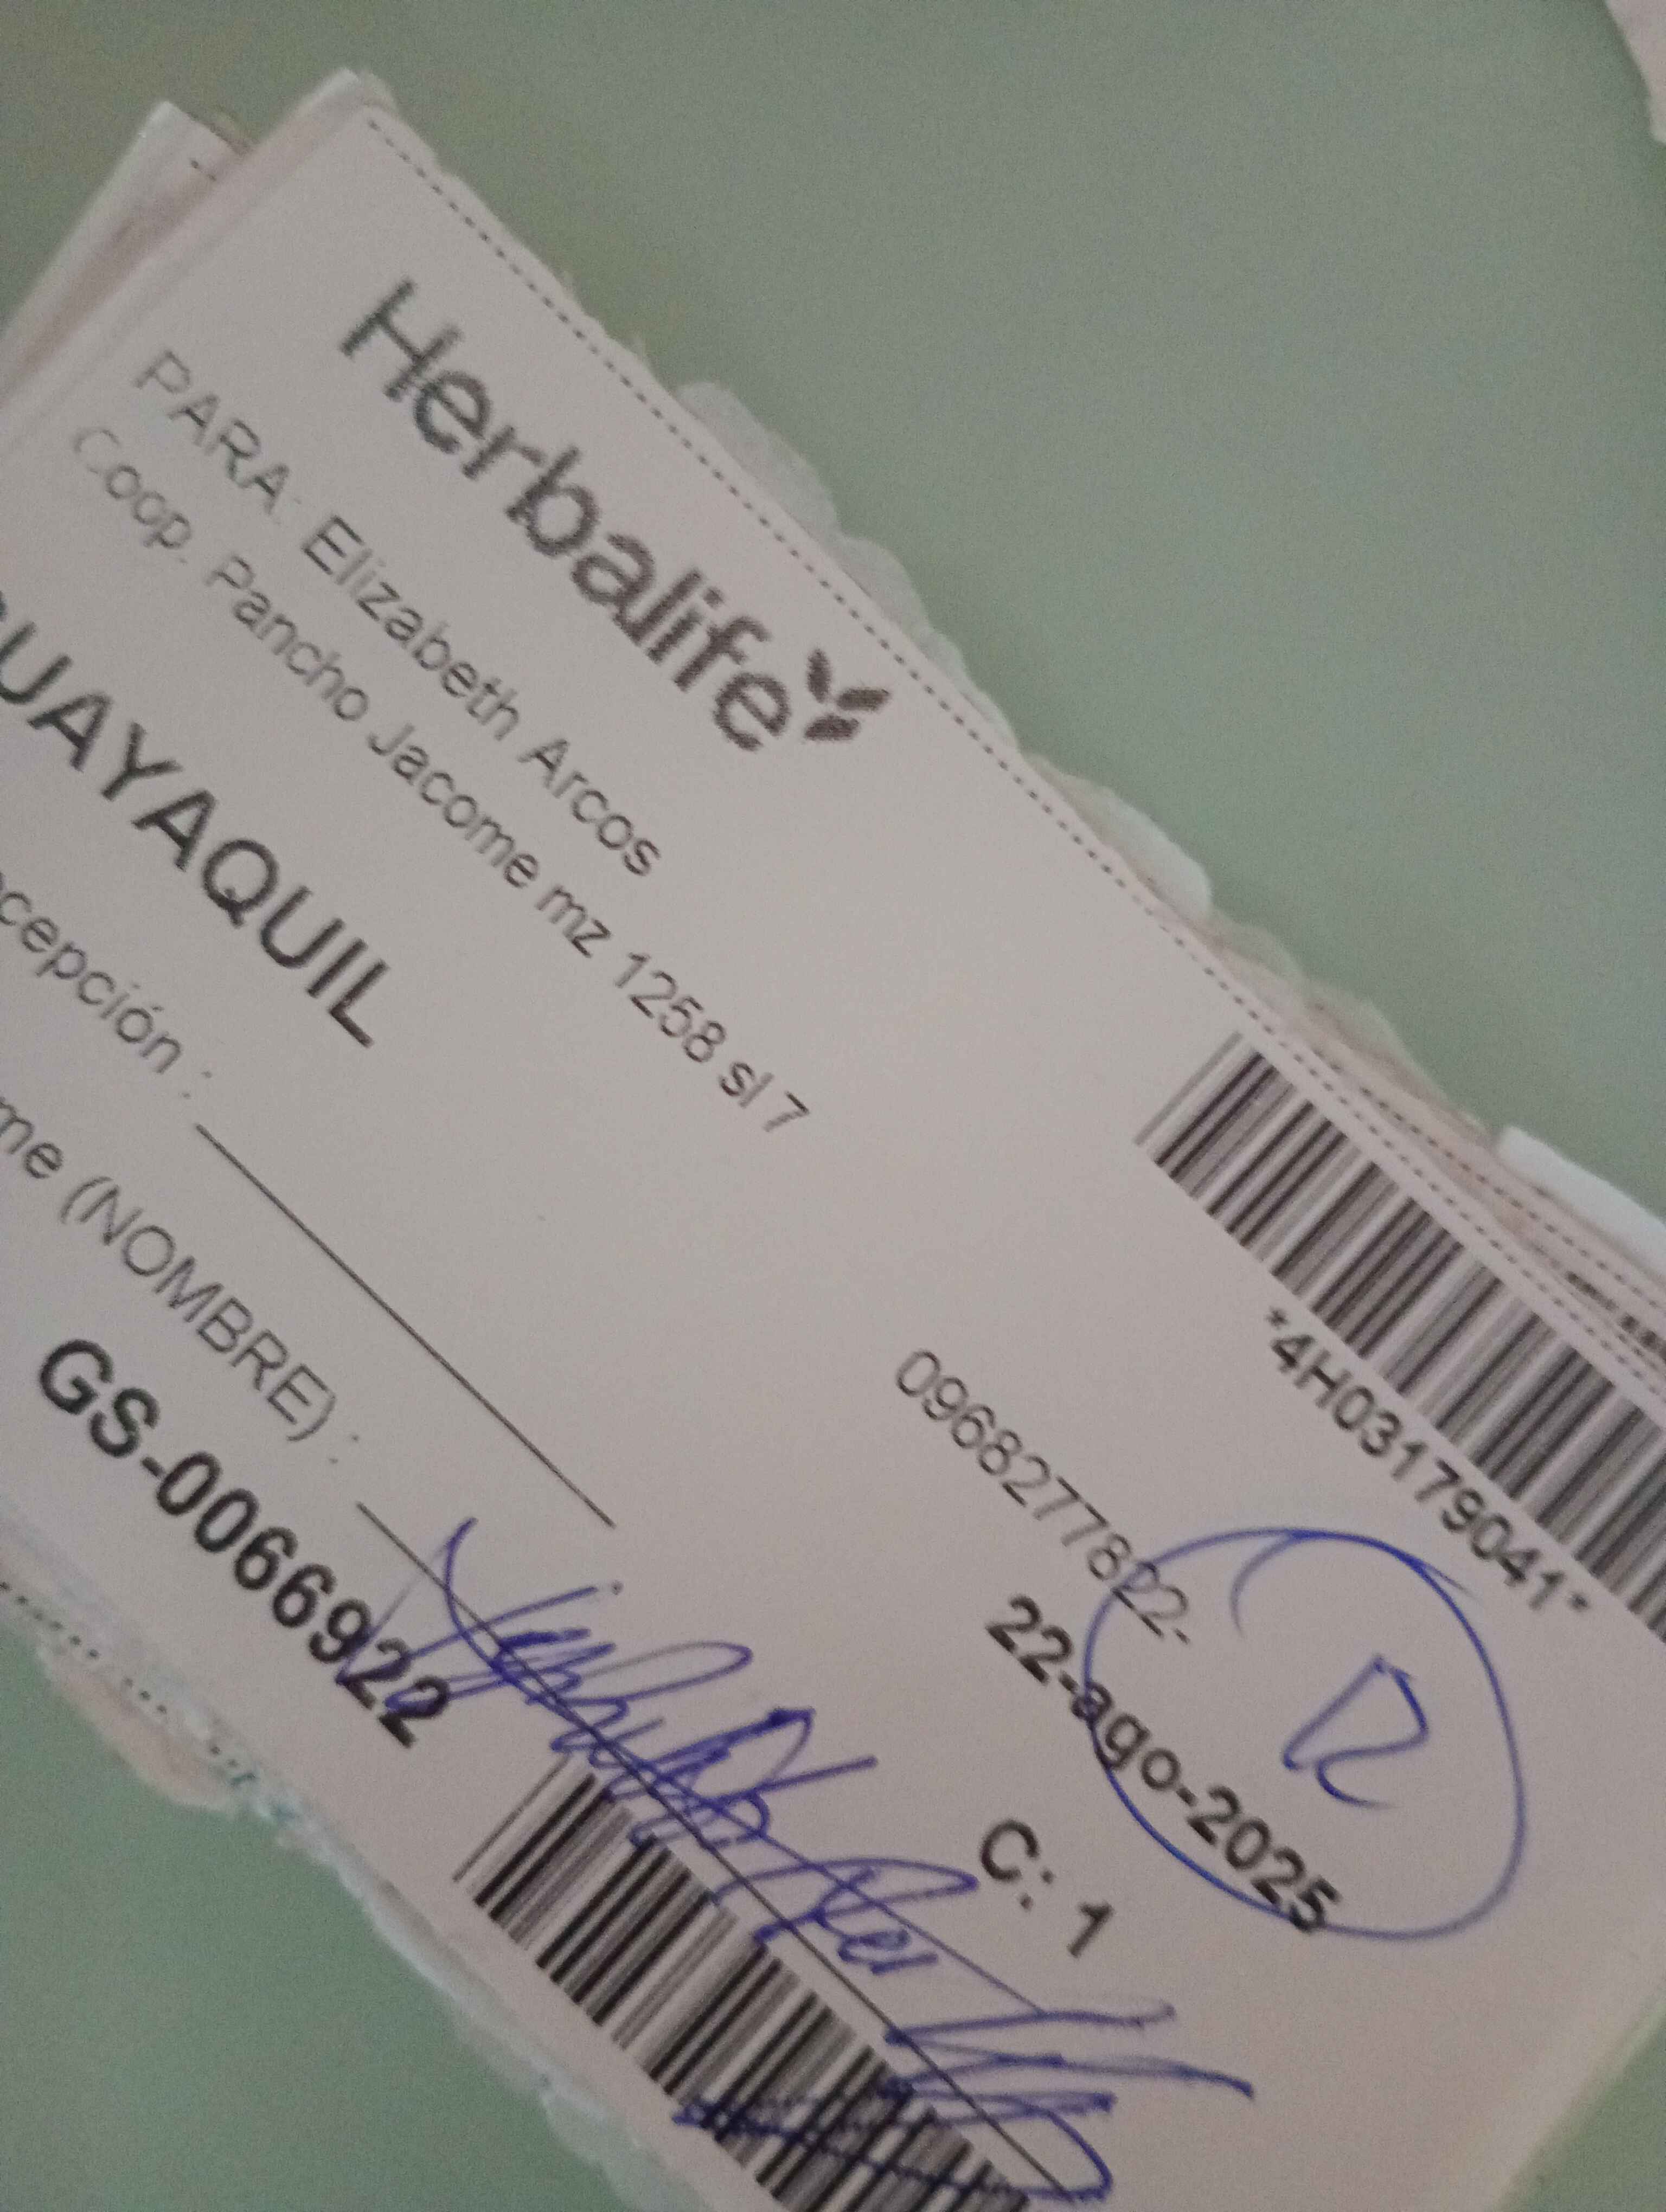 Herbalife
*4H03179041*
PARA: Elizabeth Arcos
Coop. Pancho Jacome mz 1258 sl 7
0968277822-
UAYAQUIL
22-ago-2025
R
cepción :
C: 1
me (NOMBRE) :
GS-0066922